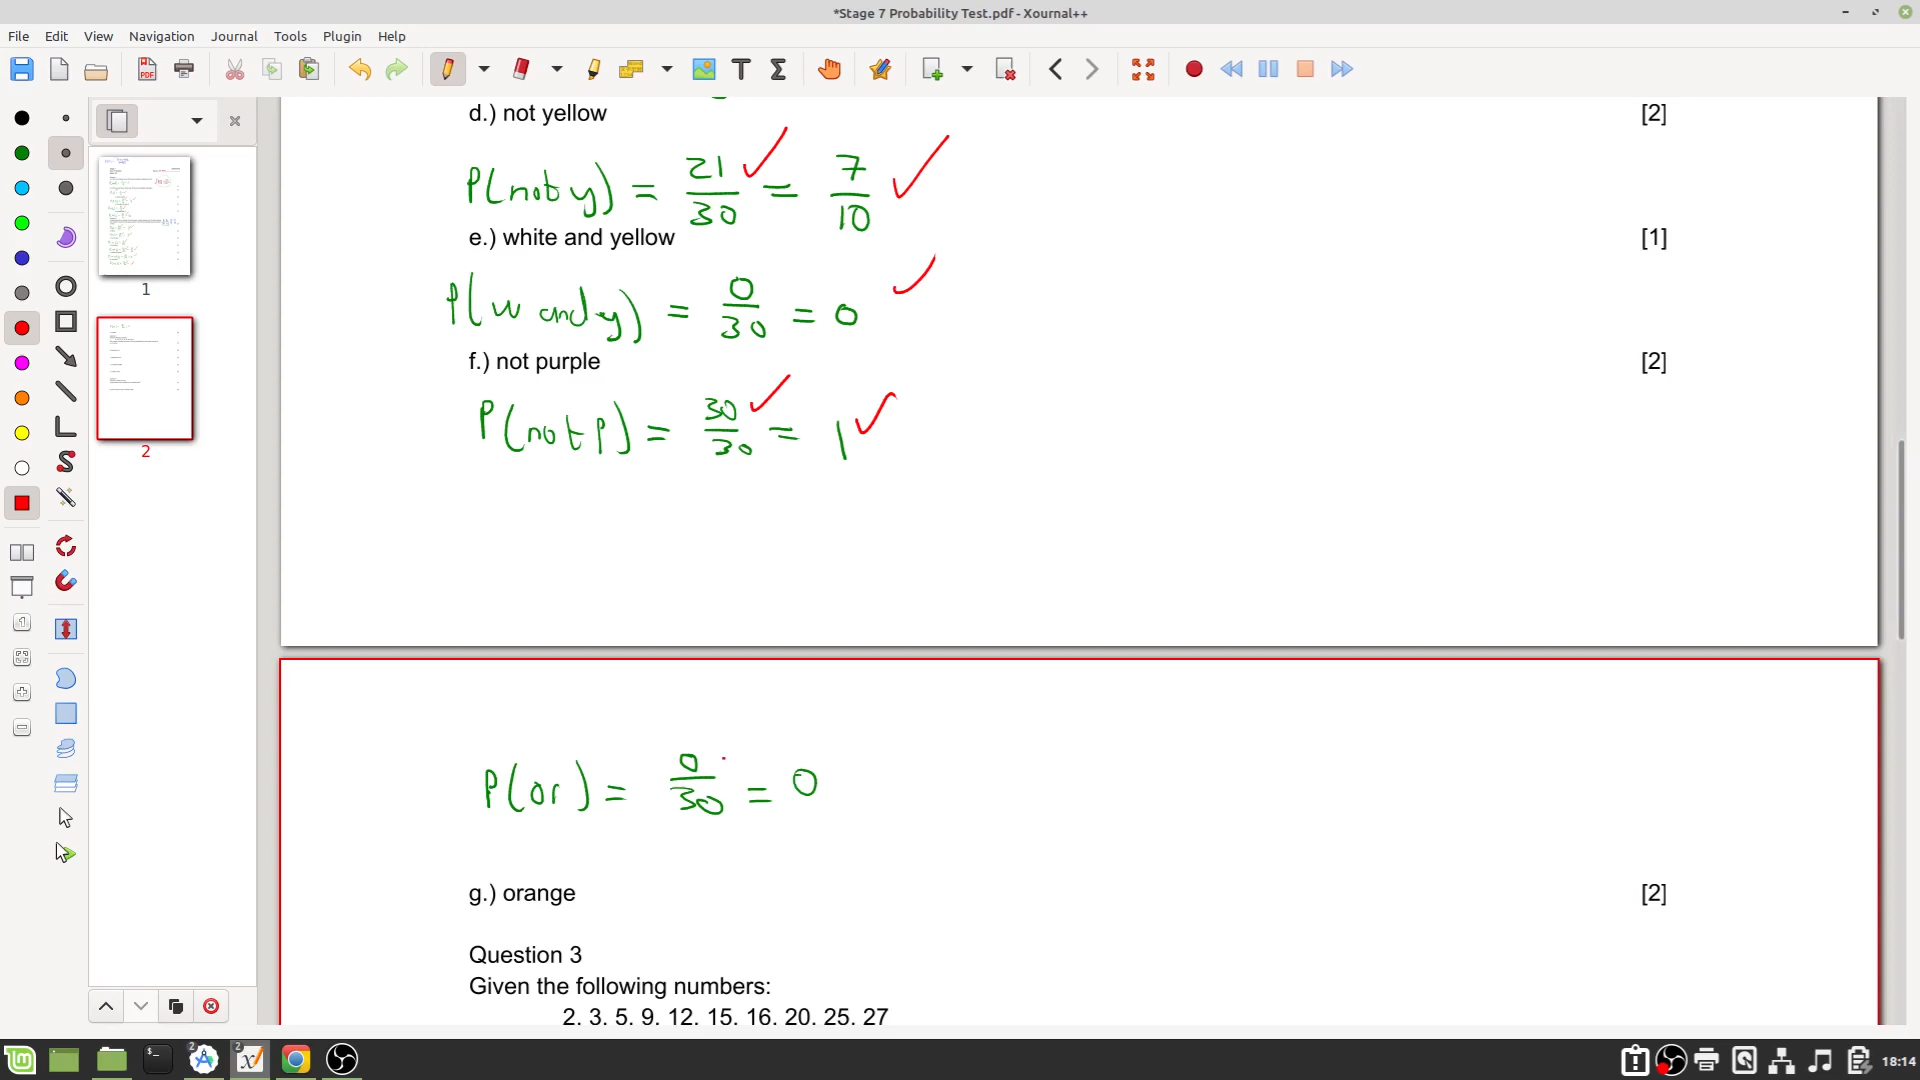 *Stage 7 Probability Test.pdf - Xournal++
File Edit View Navigation Journal Tools Plugin Help
d.) not yellow [2]
P(not y) = 21/30 = 7/10
e.) white and yellow [1]
P(w and y) = 0/30 = 0
f.) not purple [2]
P(not p) = 30/30 = 1
P(or) = 0/30 = 0
g.) orange [2]
Question 3
Given the following numbers:
2, 3, 5, 9, 12, 15, 16, 20, 25, 27
1
2
18:14